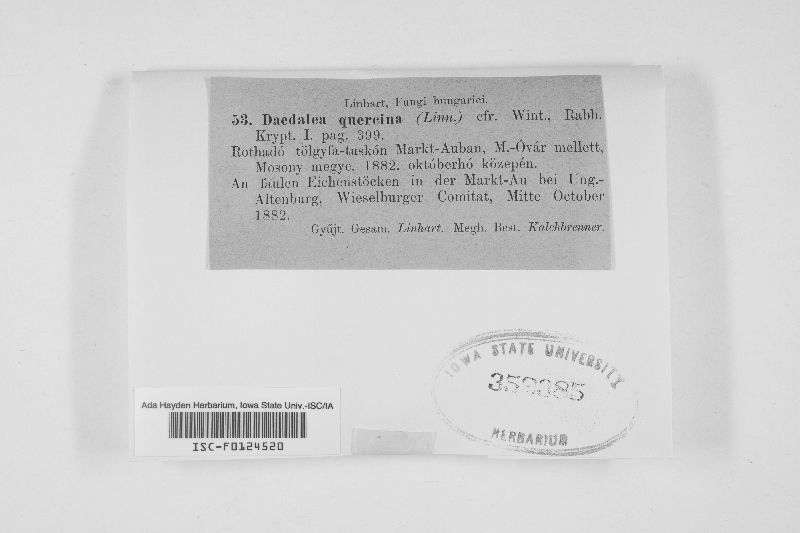 Linhart, Fungi hungarici.
53. Daedalea quercina (Linn.) cfr. Wint., Rabh.
Krypt. I. pag. 399.
Rothadó tölgyfa-tuskón Markt-Auban, M.-Óvár mellett,
Mosony megye, 1882. októberhó közepén.
An faulen Eichenstöcken in der Markt-Au bei Ung.-
Altenburg, Wieselburger Comitat, Mitte October
1882.
Gyűjt. Gesam. Linhart. Megh. Best. Kalchbrenner.
IOWA STATE UNIVERSITY
HERBARIUM
Ada Hayden Herbarium, Iowa State Univ.-ISC/IA
ISC-F0124520